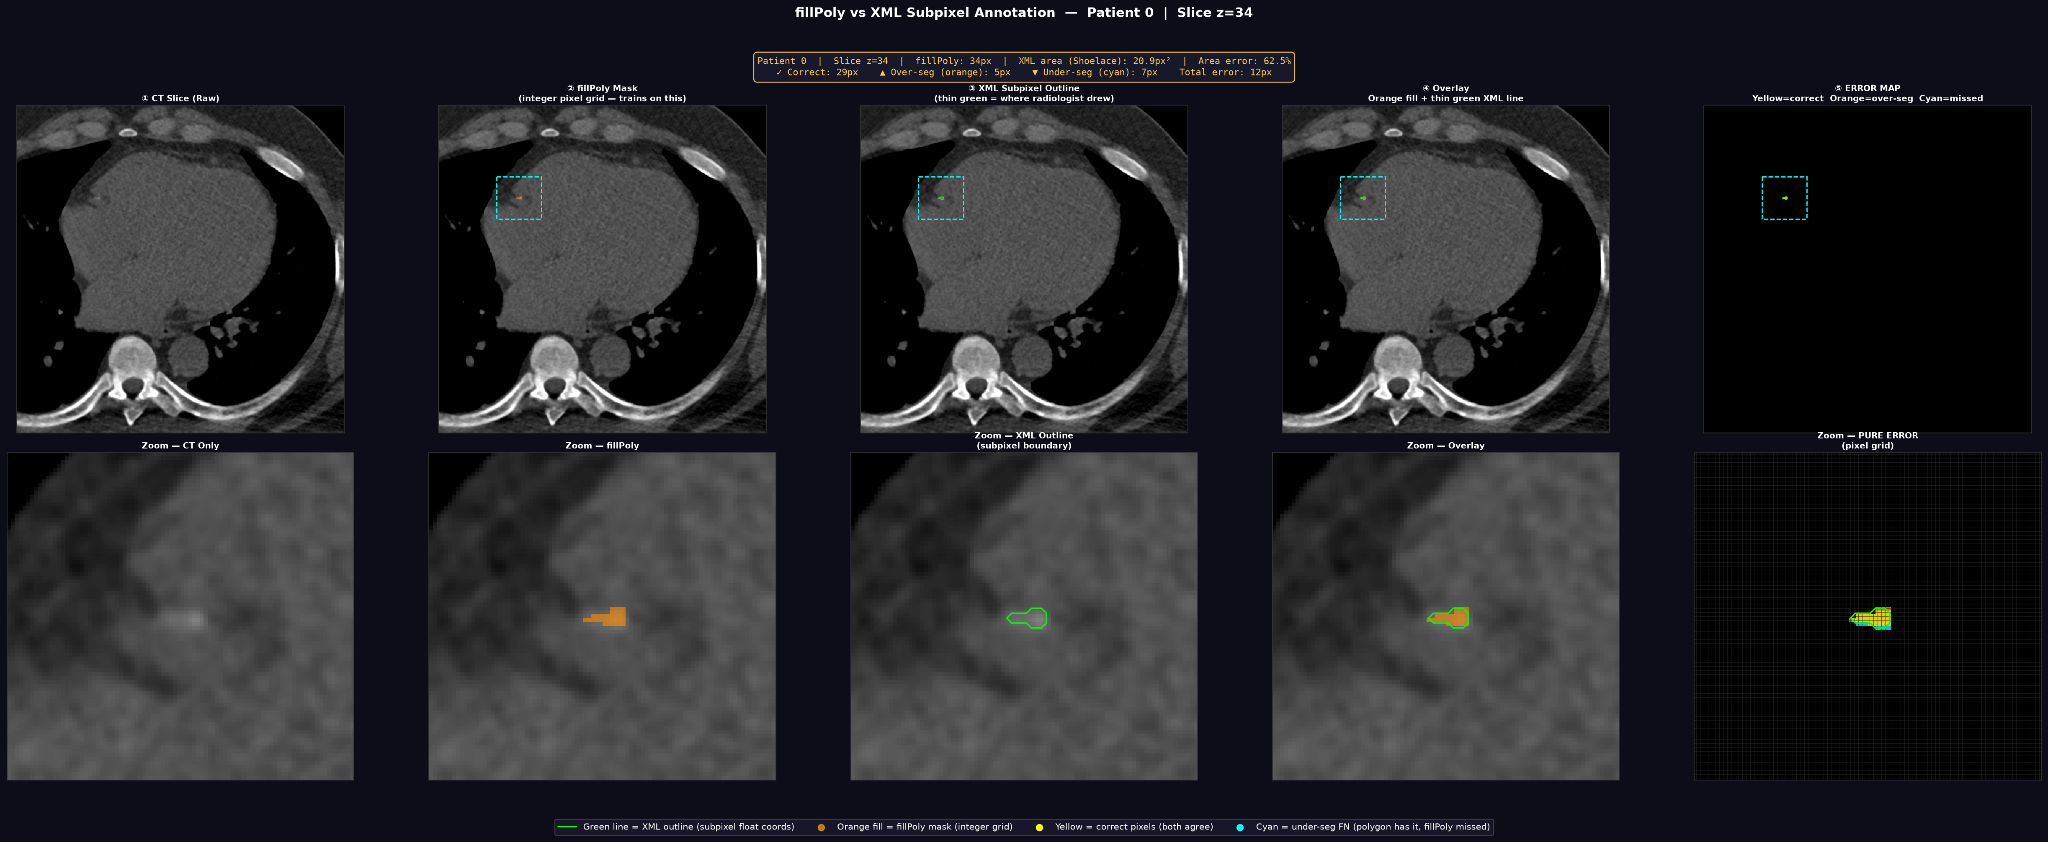 fillPoly vs XML Subpixel Annotation — Patient 0 | Slice z=34
Patient 0 | Slice z=34 | fillPoly: 34px | XML area (Shoelace): 20.9px² | Area error: 62.5%
✓ Correct: 29px ▲ Over-seg (orange): 5px ▼ Under-seg (cyan): 7px Total error: 12px
① CT Slice (Raw)
② fillPoly Mask
(integer pixel grid — trains on this)
③ XML Subpixel Outline
(thin green = where radiologist drew)
④ Overlay
Orange fill + thin green XML line
⑤ ERROR MAP
Yellow=correct Orange=over-seg Cyan=missed
Zoom — CT Only
Zoom — fillPoly
Zoom — XML Outline
(subpixel boundary)
Zoom — Overlay
Zoom — PURE ERROR
(pixel grid)
Green line = XML outline (subpixel float coords)
Orange fill = fillPoly mask (integer grid)
Yellow = correct pixels (both agree)
Cyan = under-seg FN (polygon has it, fillPoly missed)